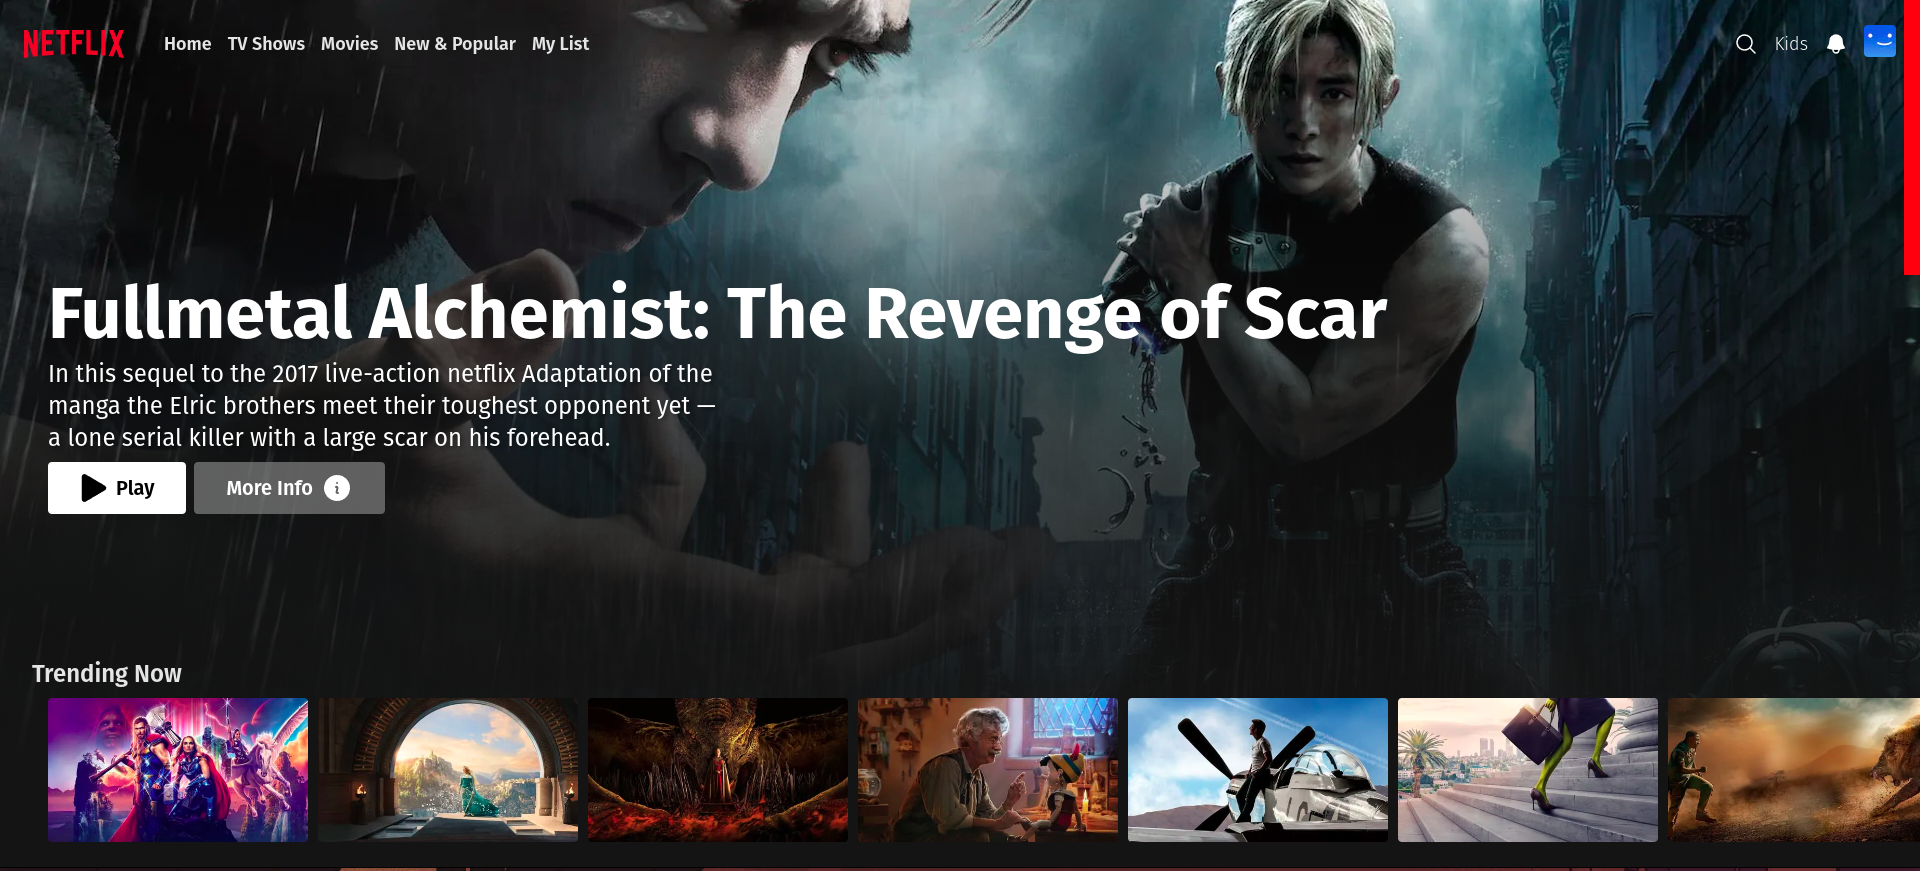 NETFLIX
Home TV Shows Movies New & Popular My List
Kids
Fullmetal Alchemist: The Revenge of Scar
In this sequel to the 2017 live-action netflix Adaptation of the
manga the Elric brothers meet their toughest opponent yet —
a lone serial killer with a large scar on his forehead.
Play More Info
Trending Now